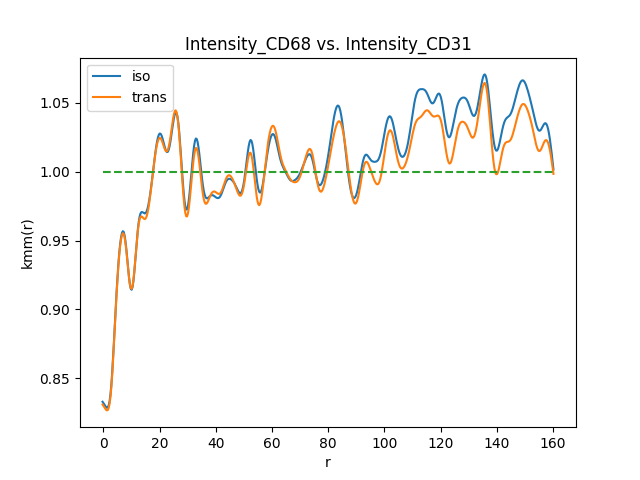 Intensity_CD68 vs. Intensity_CD31
iso
trans
1.05
1.00
0.95
0.90
0.85
kmm(r)
0 20 40 60 80 100 120 140 160
r